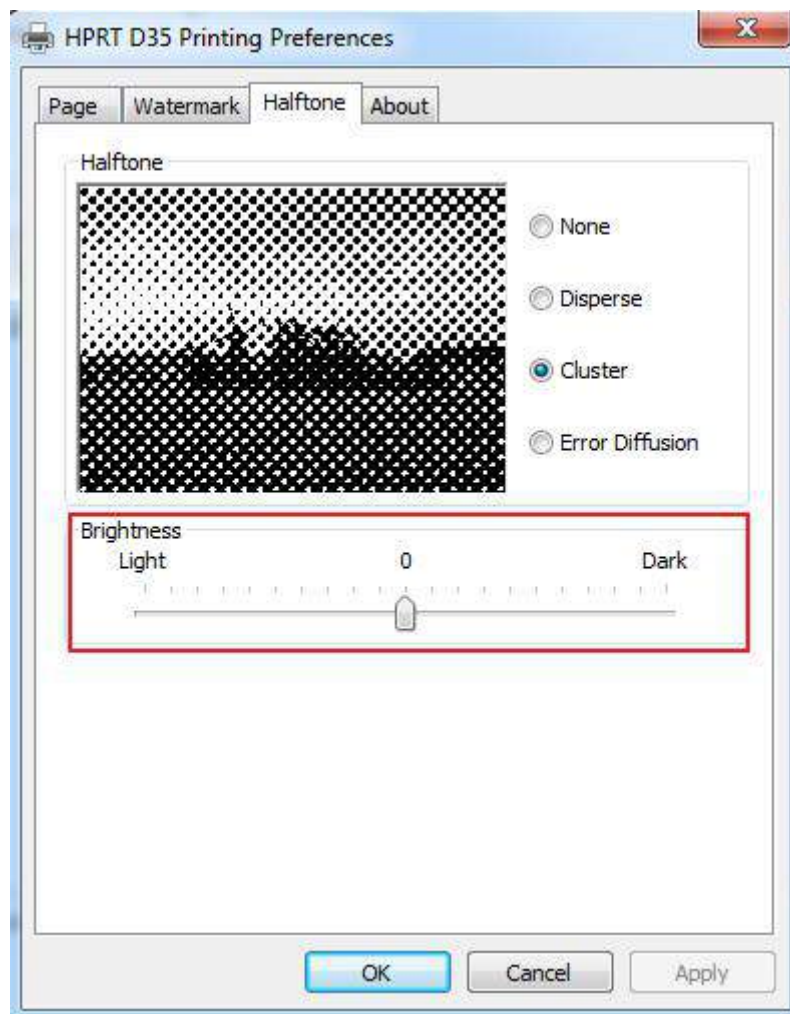 HPRT D35 Printing Preferences
Page Watermark Halftone About
Halftone
None
Disperse
Cluster
Error Diffusion
Brightness
Light 0 Dark
OK Cancel Apply